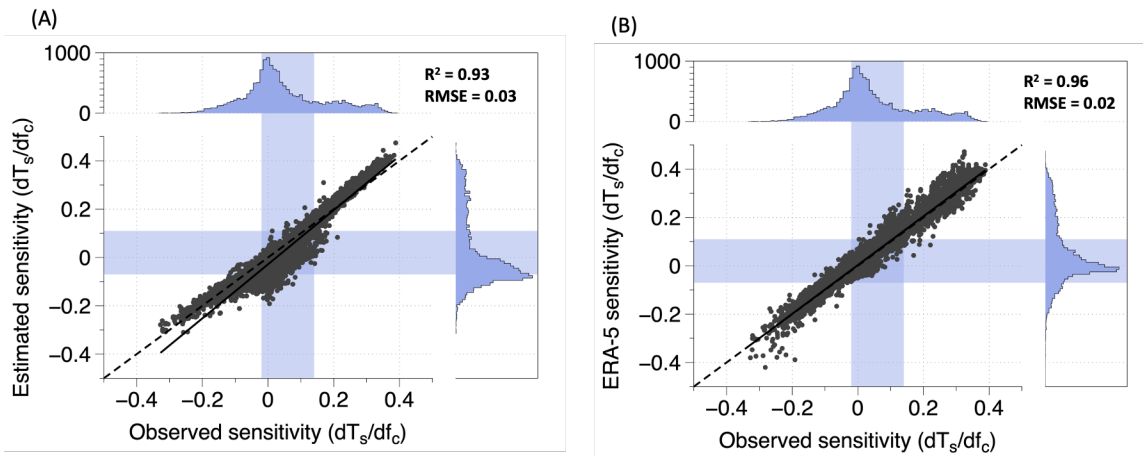 (A)
1000
0
R² = 0.93
RMSE = 0.03
Estimated sensitivity (dTs/dfc)
0.4
0.2
0
−0.2
−0.4
−0.4 −0.2 0 0.2 0.4
Observed sensitivity (dTs/dfc)
(B)
1000
0
R² = 0.96
RMSE = 0.02
ERA-5 sensitivity (dTs/dfc)
0.4
0.2
0
−0.2
−0.4
−0.4 −0.2 0 0.2 0.4
Observed sensitivity (dTs/dfc)